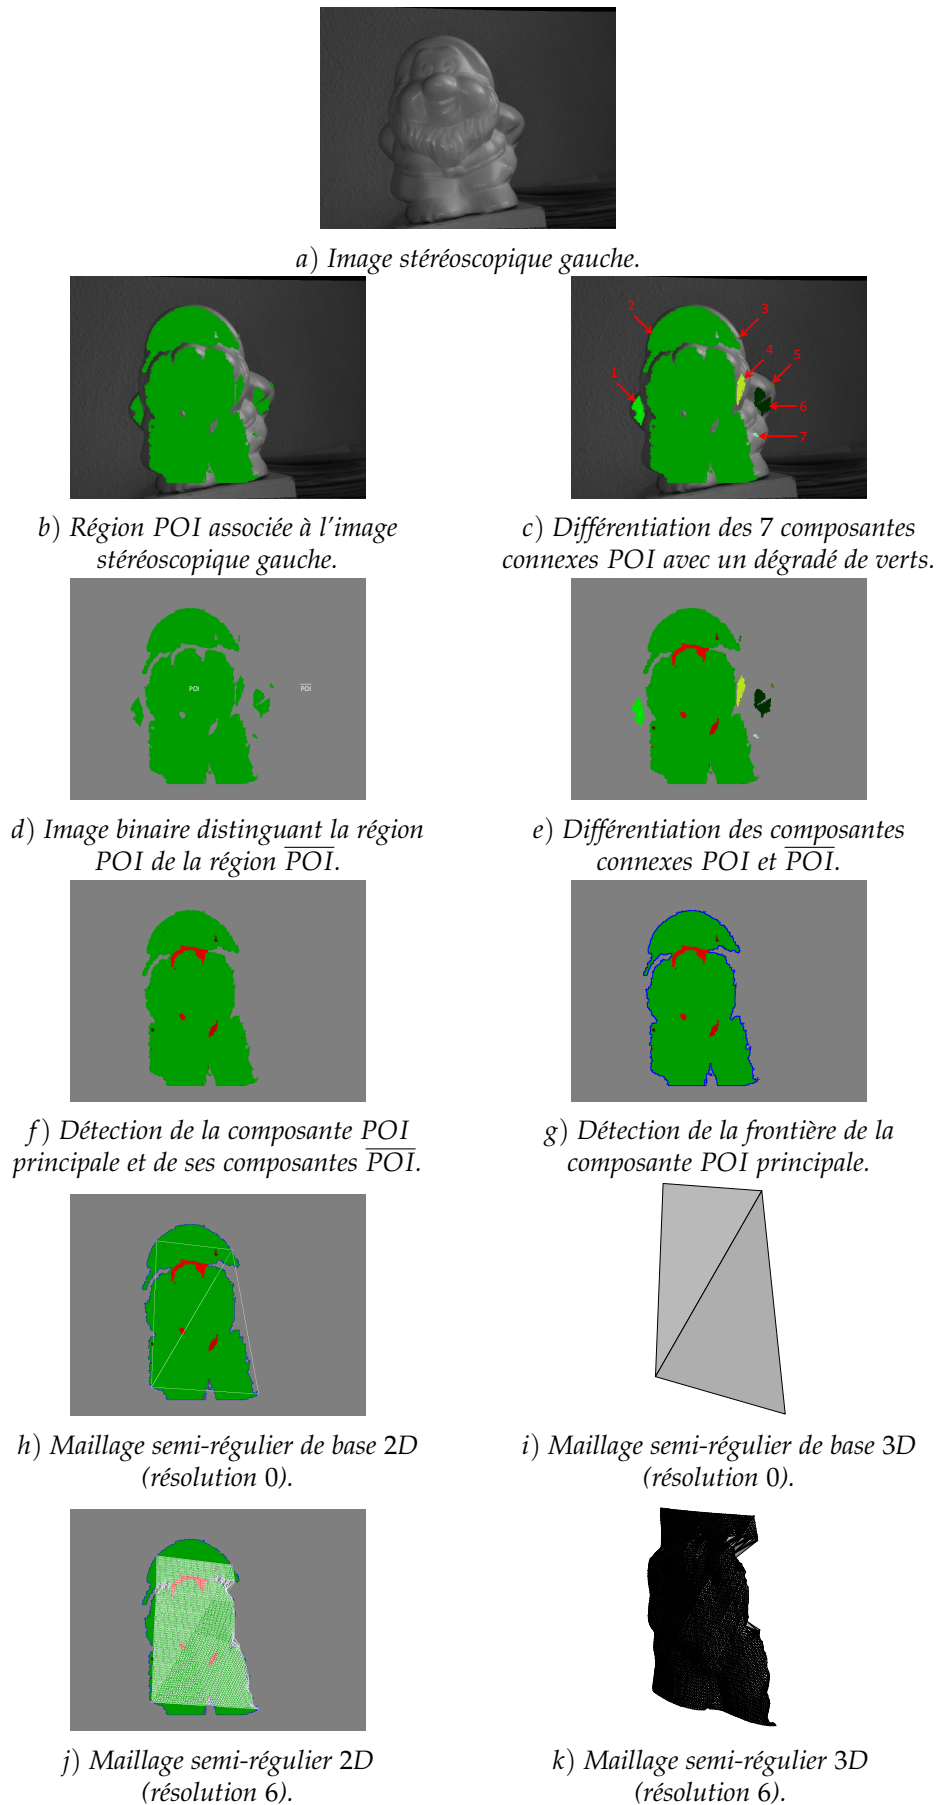 a) Image stéréoscopique gauche.
2
3
4
5
1
6
7
b) Région POI associée à l'image
stéréoscopique gauche.
c) Différentiation des 7 composantes
connexes POI avec un dégradé de verts.
POI
P̅O̅I̅
d) Image binaire distinguant la région
POI de la région P̅O̅I̅.
e) Différentiation des composantes
connexes POI et P̅O̅I̅.
f) Détection de la composante POI
principale et de ses composantes P̅O̅I̅.
g) Détection de la frontière de la
composante POI principale.
h) Maillage semi-régulier de base 2D
(résolution 0).
i) Maillage semi-régulier de base 3D
(résolution 0).
j) Maillage semi-régulier 2D
(résolution 6).
k) Maillage semi-régulier 3D
(résolution 6).